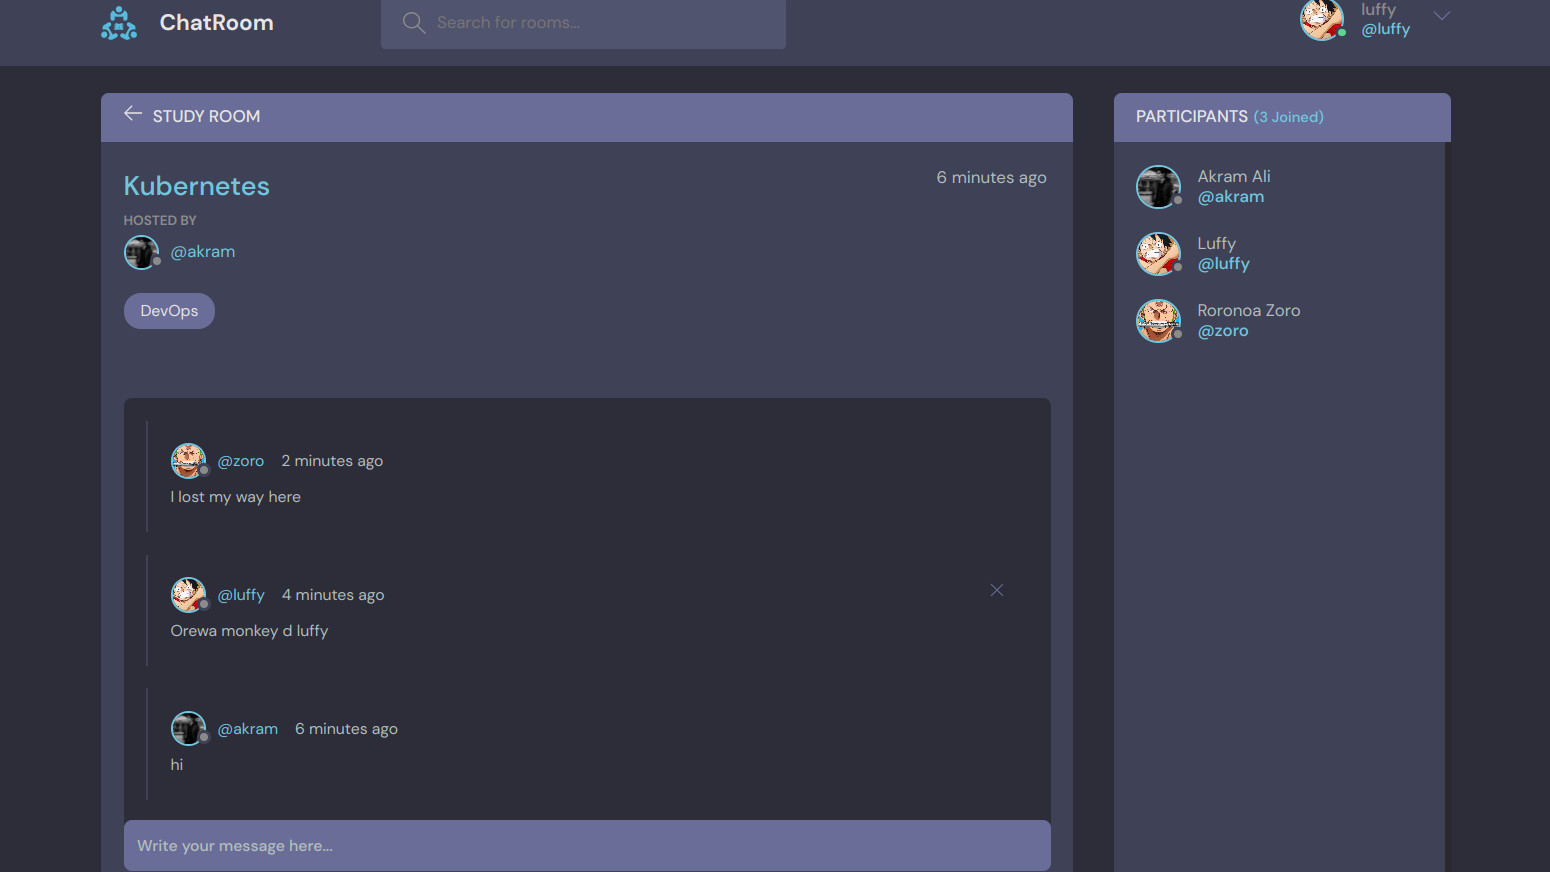 ChatRoom
Search for rooms...
luffy
@luffy
STUDY ROOM
Kubernetes
6 minutes ago
HOSTED BY
@akram
DevOps
@zoro 2 minutes ago
I lost my way here
@luffy 4 minutes ago
Orewa monkey d luffy
@akram 6 minutes ago
hi
Write your message here...
PARTICIPANTS (3 Joined)
Akram Ali
@akram
Luffy
@luffy
Roronoa Zoro
@zoro